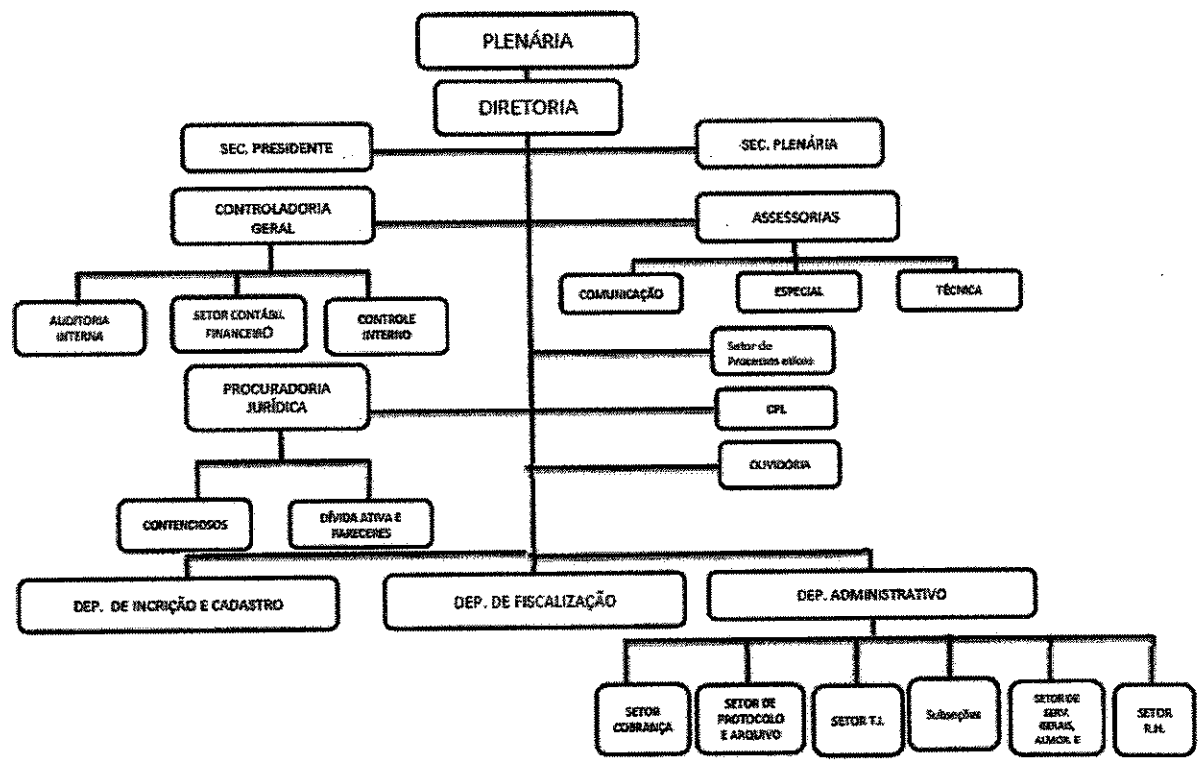 PLENÁRIA
DIRETORIA
SEC. PRESIDENTE
SEC. PLENÁRIA
CONTROLADORIA
GERAL
ASSESSORIAS
COMUNICAÇÃO
ESPECIAL
TÉCNICA
AUDITORIA
INTERNA
SETOR CONTÁBIL
FINANCEIRO
CONTROLE
INTERNO
Setor de
Processos éticos
PROCURADORIA
JURÍDICA
CPL
OUVIDÓRIA
CONTENCIOSOS
DÍVIDA ATIVA E
PARECERES
DEP. DE INCRIÇÃO E CADASTRO
DEP. DE FISCALIZAÇÃO
DEP. ADMINISTRATIVO
SETOR
COBRANÇA
SETOR DE
PROTOCOLO
E ARQUIVO
SETOR T.I.
Subseções
SETOR DE
SERV.
GERAIS,
ALMOX. E
SETOR
R.H.